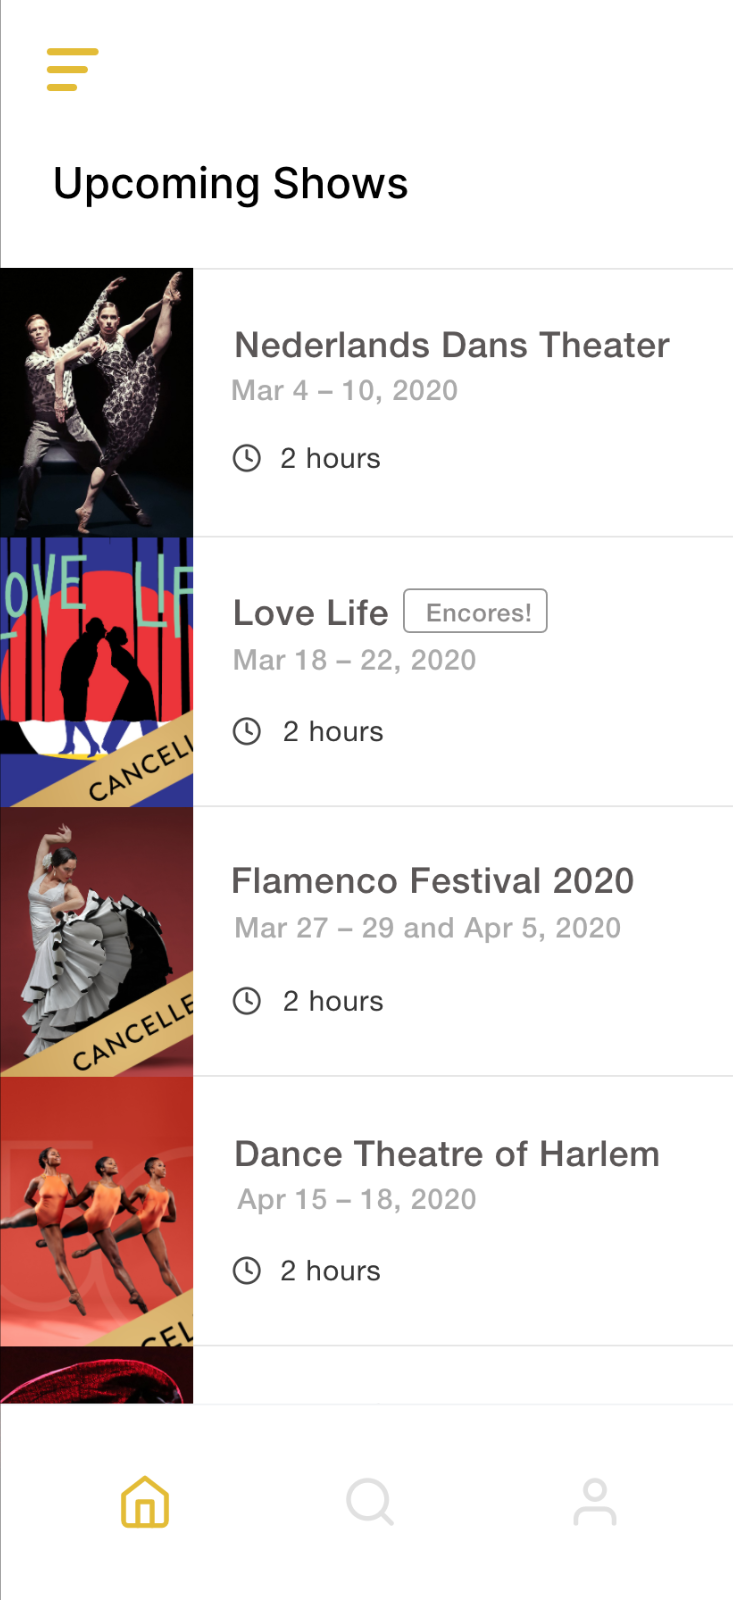 Upcoming Shows
Nederlands Dans Theater
Mar 4 – 10, 2020
2 hours
OVE LIF
CANCELL
Love Life Encores!
Mar 18 – 22, 2020
2 hours
CANCELLE
Flamenco Festival 2020
Mar 27 – 29 and Apr 5, 2020
2 hours
CEL
Dance Theatre of Harlem
Apr 15 – 18, 2020
2 hours